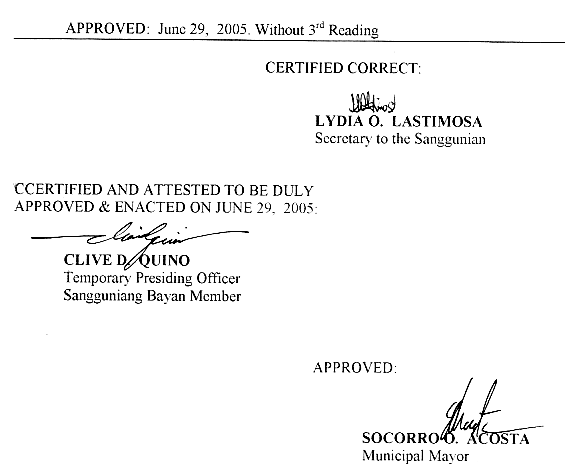 APPROVED: June 29, 2005. Without 3rd Reading
CERTIFIED CORRECT:
LYDIA O. LASTIMOSA
Secretary to the Sanggunian
CCERTIFIED AND ATTESTED TO BE DULY
APPROVED & ENACTED ON JUNE 29, 2005:
CLIVE D. QUINO
Temporary Presiding Officer
Sangguniang Bayan Member
APPROVED:
SOCORRO O. ACOSTA
Municipal Mayor